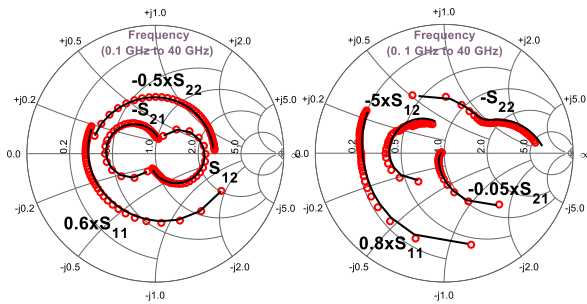 +j1.0
Frequency
(0.1 GHz to 40 GHz)
+j0.5
+j2.0
-0.5xS22
-S21
+j0.2
+j5.0
0.0
0.2
1.0
5.0
∞
S12
-j0.2
-j5.0
0.6xS11
-j0.5
-j2.0
-j1.0
+j1.0
Frequency
(0. 1 GHz to 40 GHz)
+j0.5
+j2.0
-5xS12
-S22
+j0.2
+j5.0
0.0
0.2
1.0
5.0
∞
-0.05xS21
-j0.2
-j5.0
0.8xS11
-j0.5
-j2.0
-j1.0